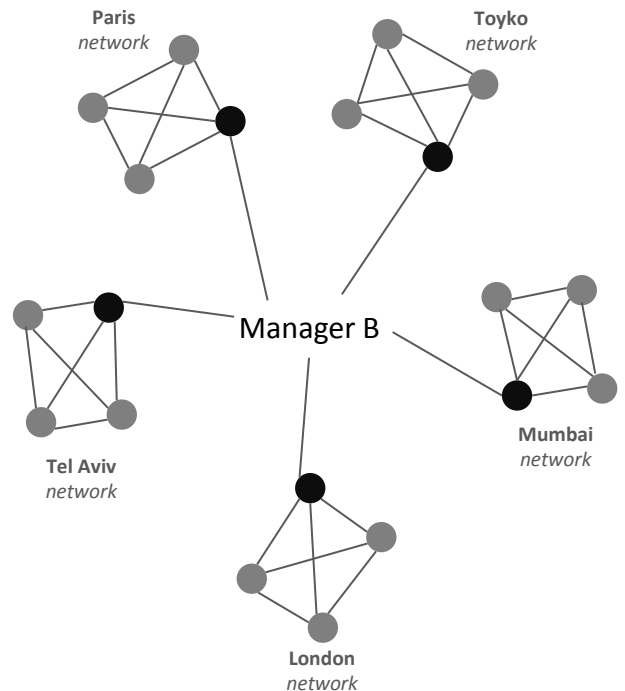 Paris
network
Toyko
network
Manager B
Mumbai
network
Tel Aviv
network
London
network